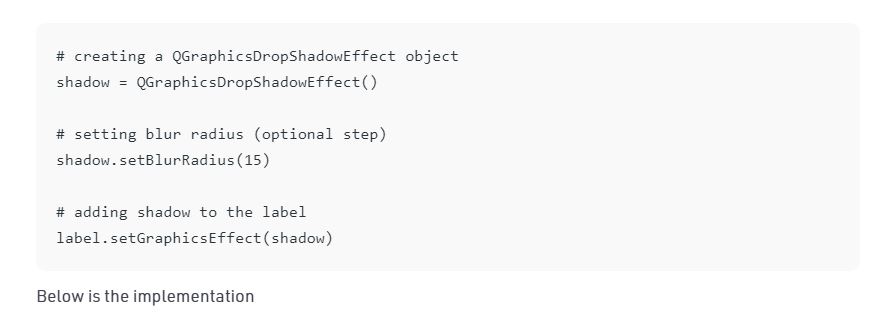 # creating a QGraphicsDropShadowEffect object
shadow = QGraphicsDropShadowEffect()
# setting blur radius (optional step)
shadow.setBlurRadius(15)
# adding shadow to the label
label.setGraphicsEffect(shadow)
Below is the implementation